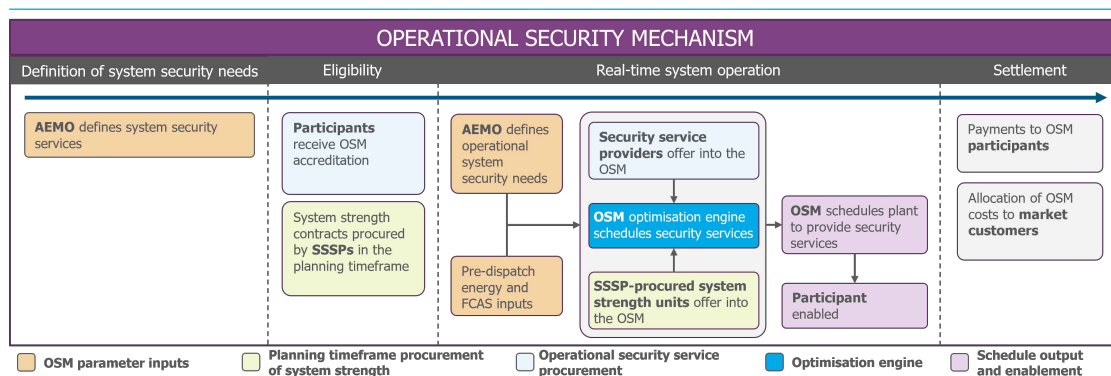 OPERATIONAL SECURITY MECHANISM
Definition of system security needs
Eligibility
Real-time system operation
Settlement
AEMO defines system security
services
Participants
receive OSM
accreditation
System strength
contracts procured
by SSSPs in the
planning timeframe
AEMO defines
operational
system
security needs
Pre-dispatch
energy and
FCAS inputs
Security service
providers offer into the
OSM
OSM optimisation engine
schedules security services
SSSP-procured system
strength units offer into
the OSM
OSM schedules plant
to provide security
services
Participant
enabled
Payments to OSM
participants
Allocation of OSM
costs to market
customers
OSM parameter inputs
Planning timeframe procurement
of system strength
Operational security service
procurement
Optimisation engine
Schedule output
and enablement